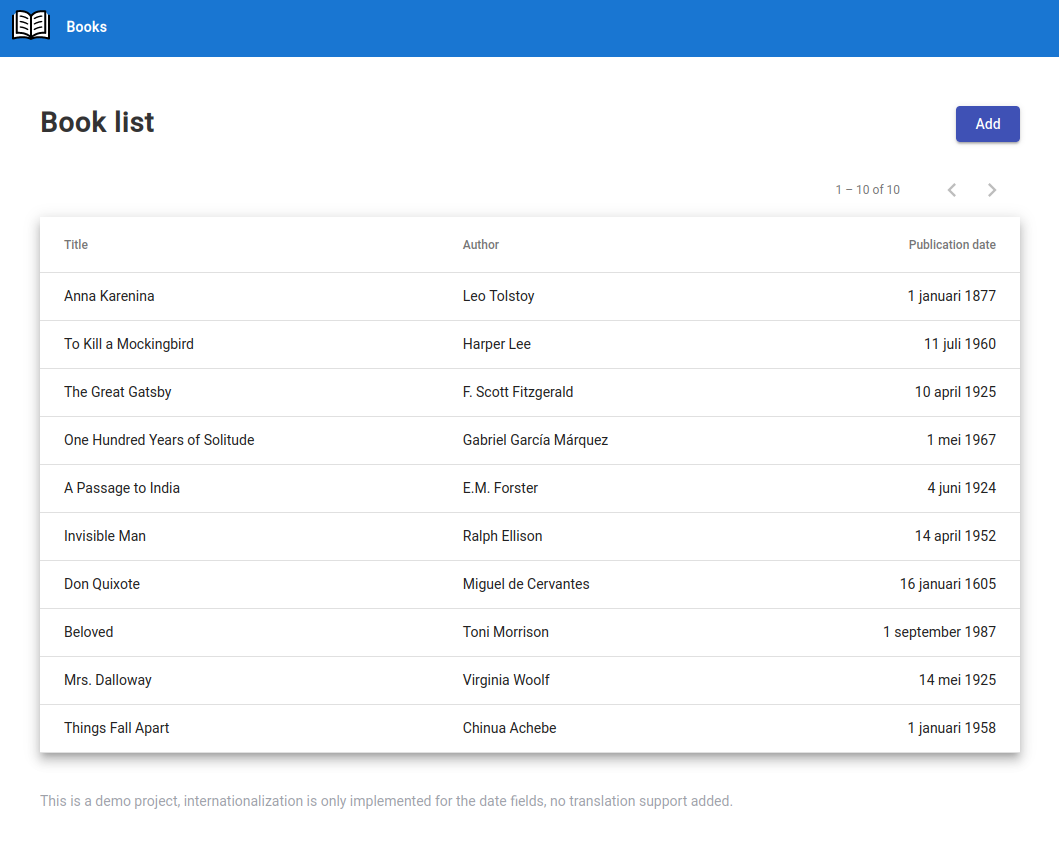 Books
Book list
Add
1 – 10 of 10
Title Author Publication date
Anna Karenina Leo Tolstoy 1 januari 1877
To Kill a Mockingbird Harper Lee 11 juli 1960
The Great Gatsby F. Scott Fitzgerald 10 april 1925
One Hundred Years of Solitude Gabriel García Márquez 1 mei 1967
A Passage to India E.M. Forster 4 juni 1924
Invisible Man Ralph Ellison 14 april 1952
Don Quixote Miguel de Cervantes 16 januari 1605
Beloved Toni Morrison 1 september 1987
Mrs. Dalloway Virginia Woolf 14 mei 1925
Things Fall Apart Chinua Achebe 1 januari 1958
This is a demo project, internationalization is only implemented for the date fields, no translation support added.